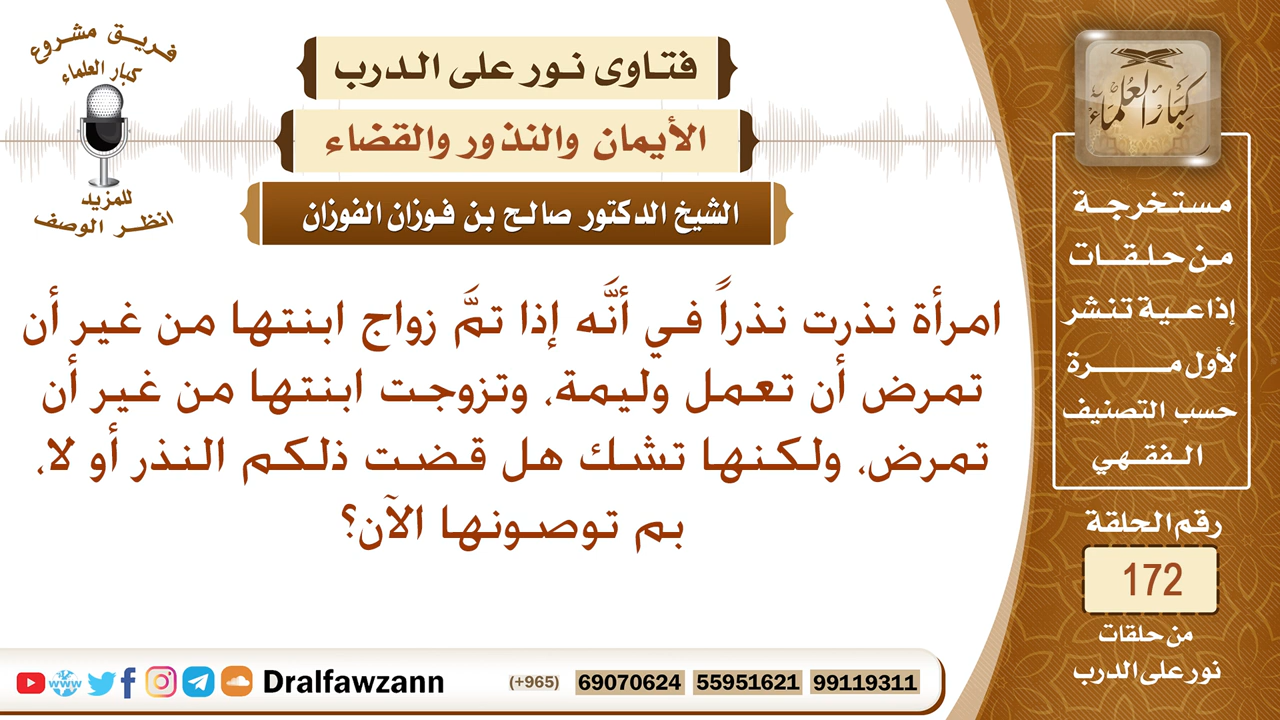 فريق مشروع
كبار العلماء
للمزيد
انظر الوصف
فتاوى نور على الدرب
الأيمان والنذور والقضاء
الشيخ الدكتور صالح بن فوزان الفوزان
امرأة نذرت نذراً في أنَّه إذا تمَّ زواج ابنتها من غير أن
تمرض أن تعمل وليمة، وتزوجت ابنتها من غير أن
تمرض، ولكنها تشك هل قضت ذلكم النذر أو لا،
بم توصونها الآن؟
كبار العلماء
مستخرجة
من حلقات
إذاعية تنشر
لأول مرة
حسب التصنيف
الفقهي
رقم الحلقة
172
من حلقات
نور على الدرب
www
Dralfawzann
(+965) 69070624 55951621 99119311